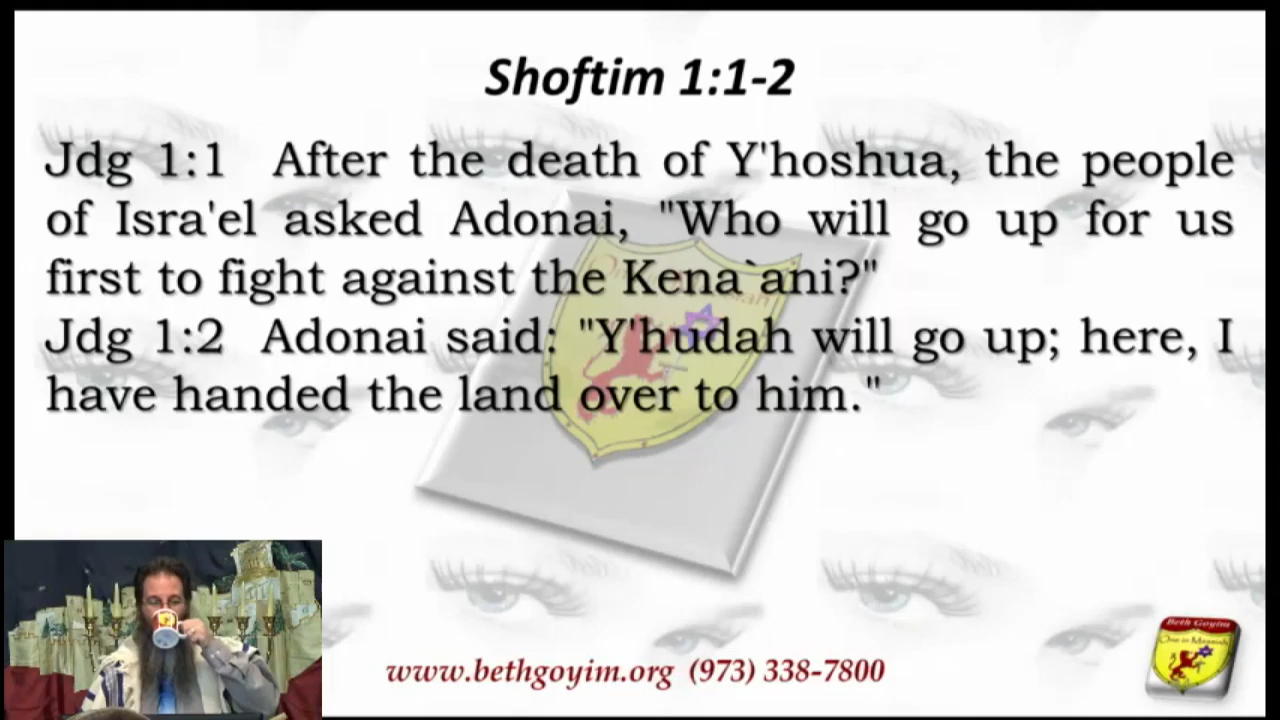 Shoftim 1:1-2
Jdg 1:1 After the death of Y'hoshua, the people
of Isra'el asked Adonai, "Who will go up for us
first to fight against the Kena`ani?"
Jdg 1:2 Adonai said: "Y'hudah will go up; here, I
have handed the land over to him."
www.bethgoyim.org (973) 338-7800
Beth Goyim
One in Messiah